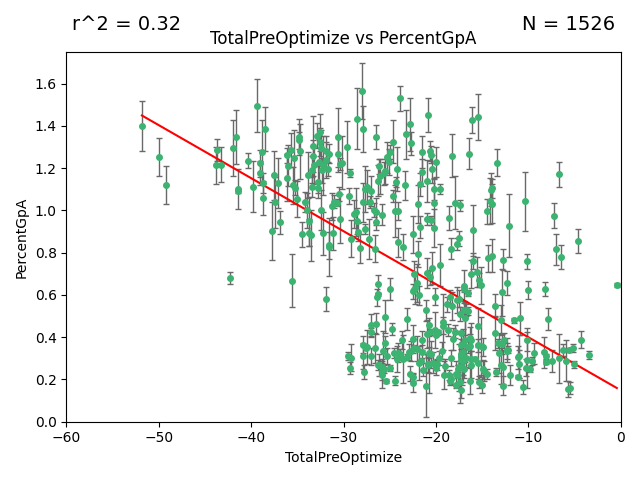 r^2 = 0.32 N = 1526
TotalPreOptimize vs PercentGpA
1.6
1.4
1.2
1.0
0.8
0.6
0.4
0.2
0.0
PercentGpA
−60 −50 −40 −30 −20 −10 0
TotalPreOptimize